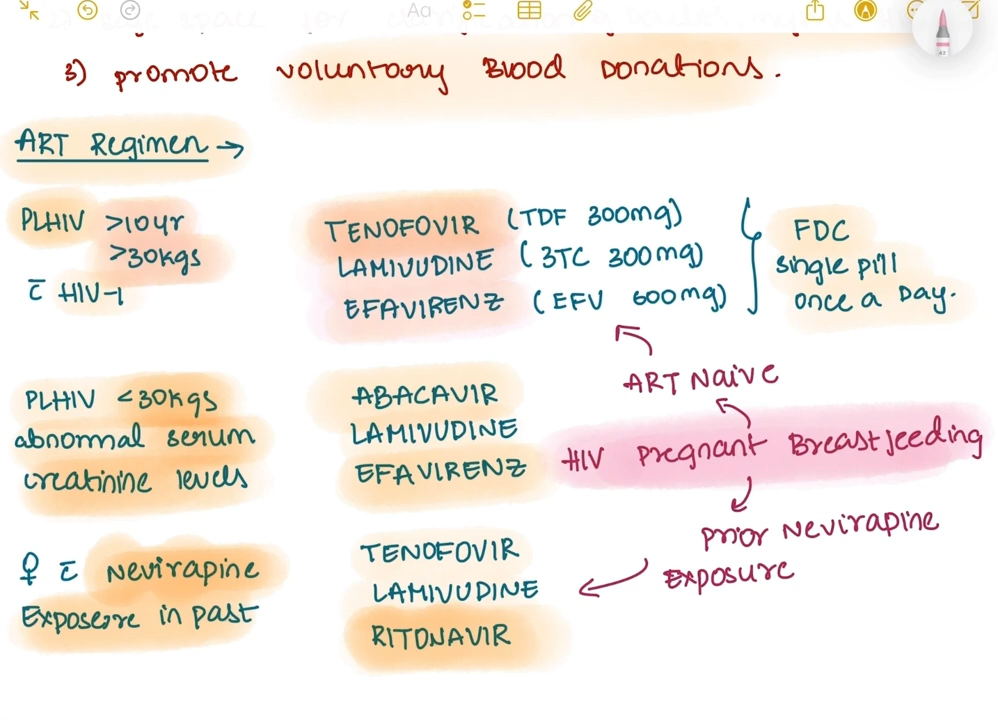 Aa
3) promote voluntary Blood Donations.
ART Regimen →
PLHIV >10yr
>30kgs
c̄ HIV-1
TENOFOVIR (TDF 300mg)
LAMIVUDINE (3TC 300mg)
EFAVIRENZ (EFV 600mg)
FDC
single pill
once a Day.
ART Naive
PLHIV <30kgs
abnormal serum
creatinine levels
ABACAVIR
LAMIVUDINE
EFAVIRENZ
HIV Pregnant Breastfeeding
Prior Nevirapine
Exposure
♀ c̄ Nevirapine
Exposure in past
TENOFOVIR
LAMIVUDINE
RITONAVIR